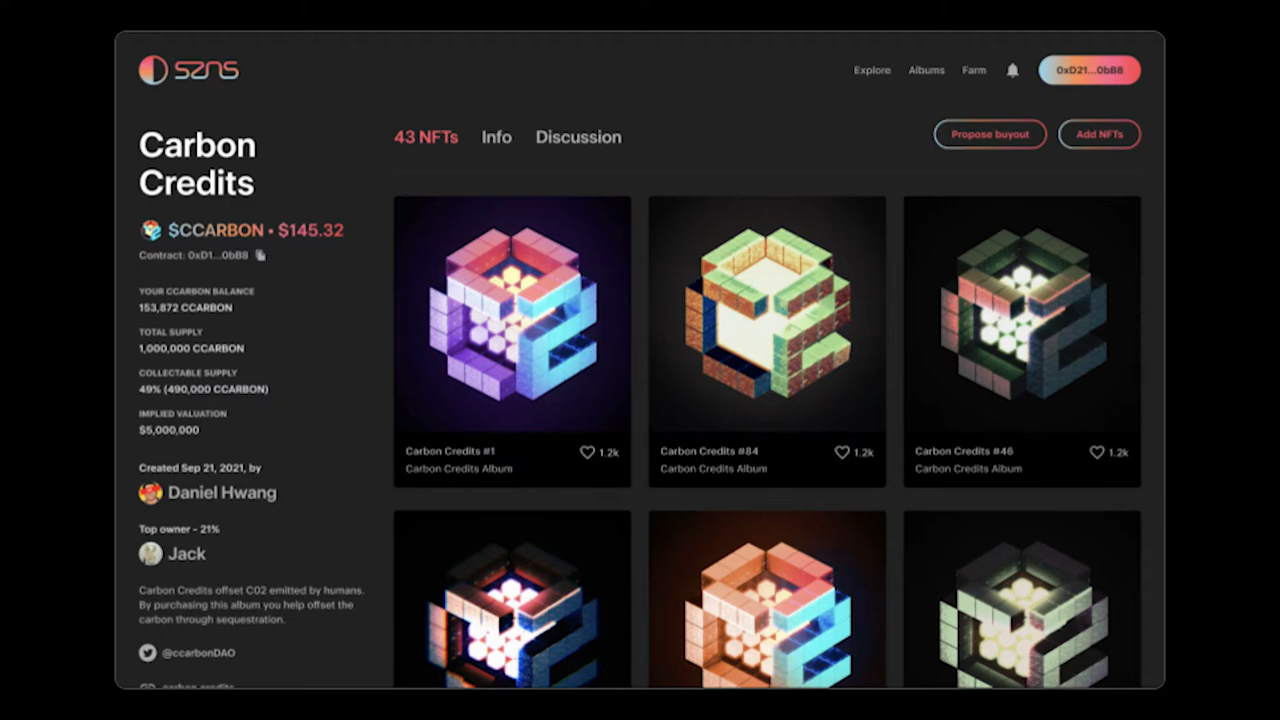 SZNS
Explore
Albums
Farm
0xD21...0bB8
Carbon
Credits
$CCARBON • $145.32
Contract: 0xD1...0bB8
YOUR CCARBON BALANCE
153,872 CCARBON
TOTAL SUPPLY
1,000,000 CCARBON
COLLECTABLE SUPPLY
49% (490,000 CCARBON)
IMPLIED VALUATION
$5,000,000
Created Sep 21, 2021, by
Daniel Hwang
Top owner - 21%
Jack
Carbon Credits offset C02 emitted by humans.
By purchasing this album you help offset the
carbon through sequestration.
@ccarbonDAO
43 NFTs
Info
Discussion
Propose buyout
Add NFTs
Carbon Credits #1
1.2k
Carbon Credits Album
Carbon Credits #84
1.2k
Carbon Credits Album
Carbon Credits #46
1.2k
Carbon Credits Album